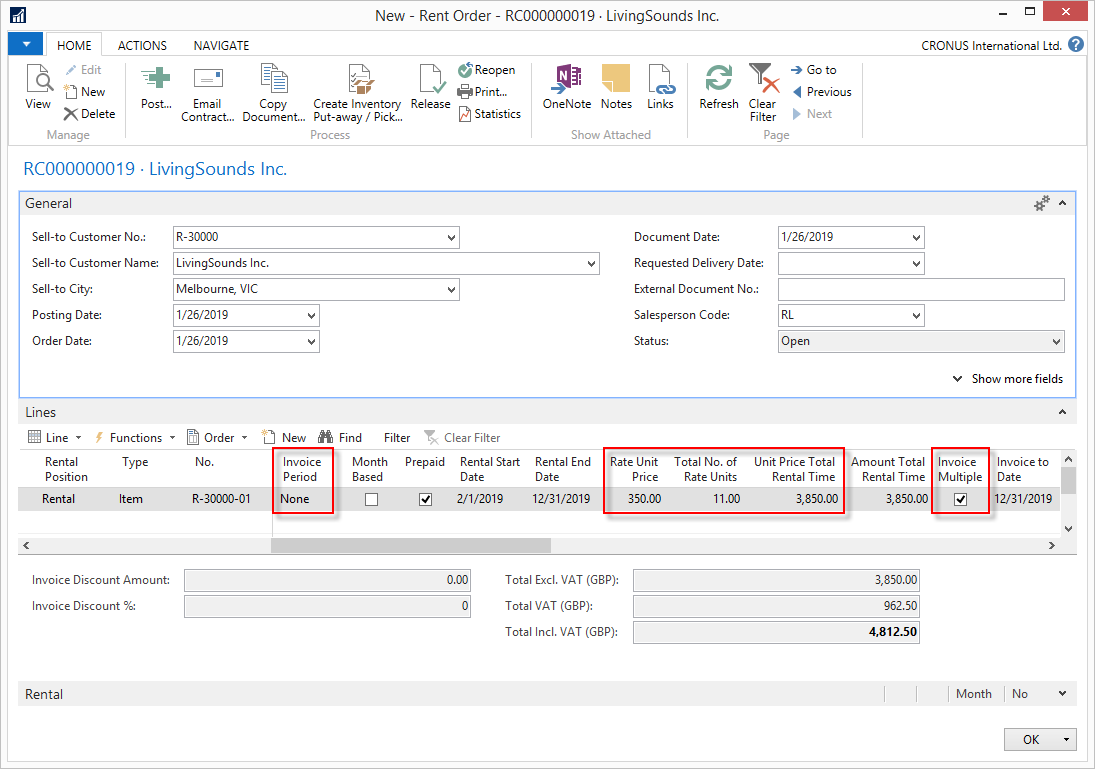 New - Rent Order - RC000000019 · LivingSounds Inc.
HOME ACTIONS NAVIGATE CRONUS International Ltd. ?
View
Edit
New
Delete
Manage
Post...
Email Contract...
Copy Document...
Create Inventory Put-away / Pick...
Release
Reopen
Print...
Statistics
Process
OneNote
Notes
Links
Show Attached
Refresh
Clear Filter
Go to
Previous
Next
Page
RC000000019 · LivingSounds Inc.
General
Sell-to Customer No.: R-30000
Sell-to Customer Name: LivingSounds Inc.
Sell-to City: Melbourne, VIC
Posting Date: 1/26/2019
Order Date: 1/26/2019
Document Date: 1/26/2019
Requested Delivery Date:
External Document No.:
Salesperson Code: RL
Status: Open
Show more fields
Lines
Line Functions Order New Find Filter Clear Filter
Rental Position Type No. Invoice Period Month Based Prepaid Rental Start Date Rental End Date Rate Unit Price Total No. of Rate Units Unit Price Total Rental Time Amount Total Rental Time Invoice Multiple Invoice to Date
Rental Item R-30000-01 None 2/1/2019 12/31/2019 350.00 11.00 3,850.00 3,850.00 12/31/2019
Invoice Discount Amount: 0.00
Invoice Discount %: 0
Total Excl. VAT (GBP): 3,850.00
Total VAT (GBP): 962.50
Total Incl. VAT (GBP): 4,812.50
Rental Month No
OK